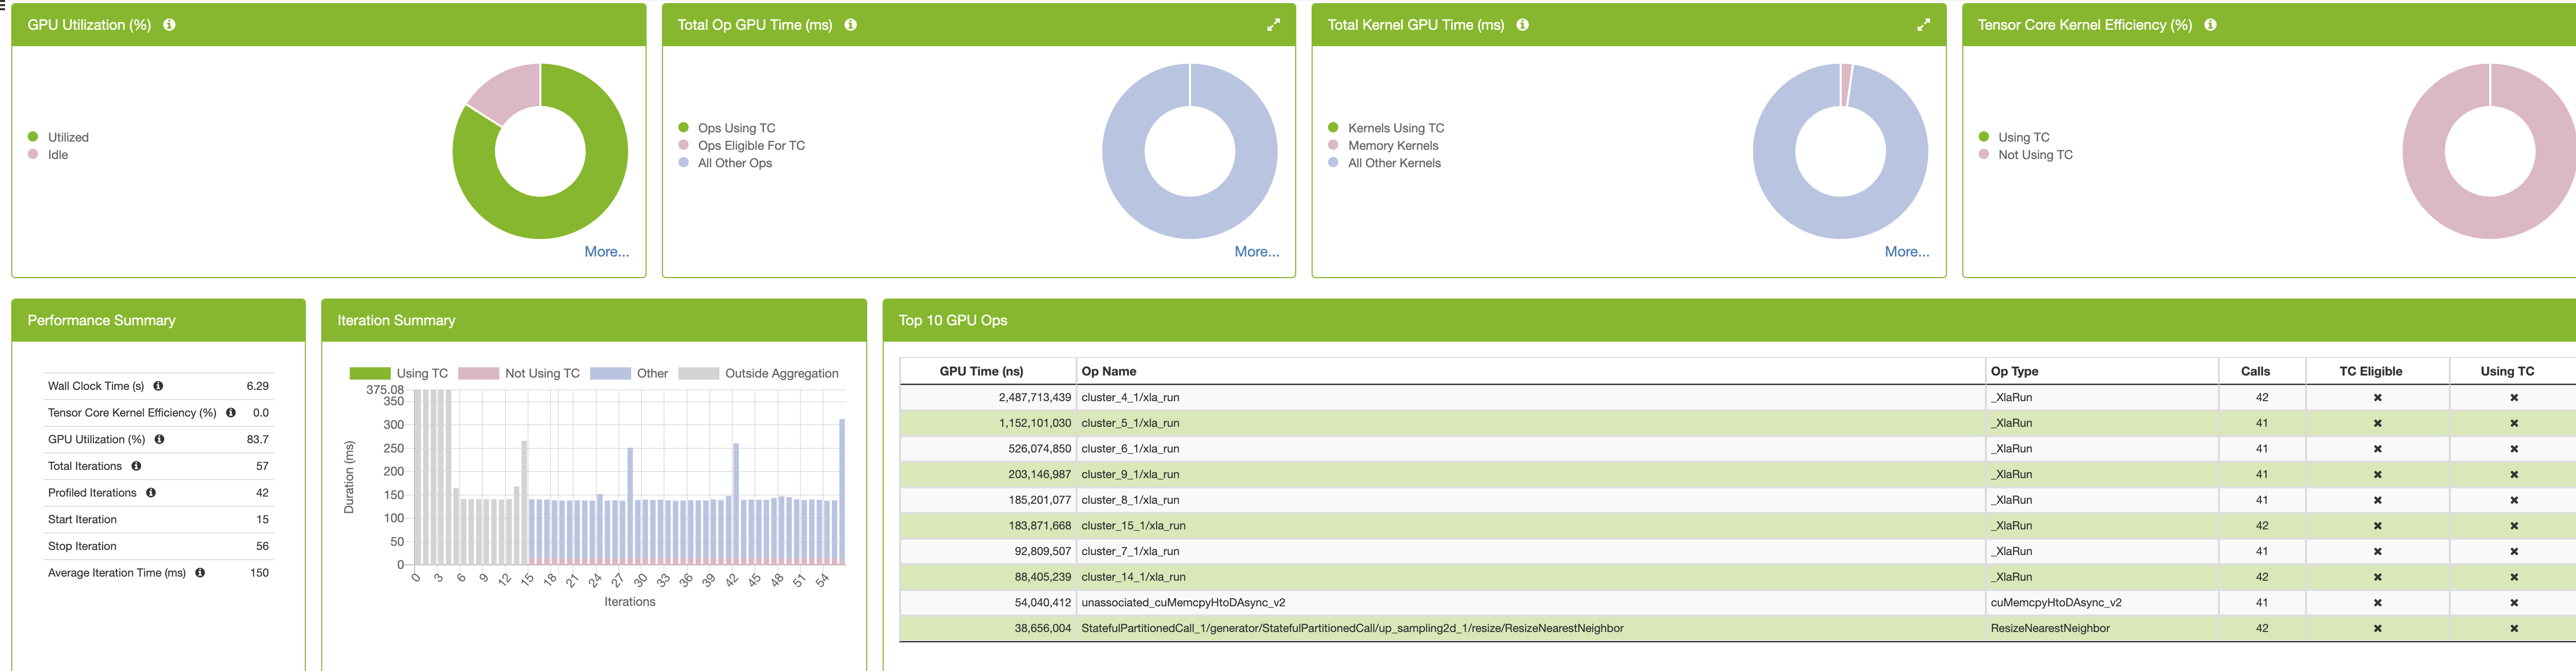 GPU Utilization (%)
Utilized
Idle
More...
Total Op GPU Time (ms)
Ops Using TC
Ops Eligible For TC
All Other Ops
More...
Total Kernel GPU Time (ms)
Kernels Using TC
Memory Kernels
All Other Kernels
More...
Tensor Core Kernel Efficiency (%)
Using TC
Not Using TC
Performance Summary
Wall Clock Time (s) 6.29
Tensor Core Kernel Efficiency (%) 0.0
GPU Utilization (%) 83.7
Total Iterations 57
Profiled Iterations 42
Start Iteration 15
Stop Iteration 56
Average Iteration Time (ms) 150
Iteration Summary
Using TC Not Using TC Other Outside Aggregation
375.08
350
300
250
200
150
100
50
0
Duration (ms)
0 3 6 9 12 15 18 21 24 27 30 33 36 39 42 45 48 51 54
Iterations
Top 10 GPU Ops
GPU Time (ns) Op Name Op Type Calls TC Eligible Using TC
2,487,713,439 cluster_4_1/xla_run _XlaRun 42 ✖ ✖
1,152,101,030 cluster_5_1/xla_run _XlaRun 41 ✖ ✖
526,074,850 cluster_6_1/xla_run _XlaRun 41 ✖ ✖
203,146,987 cluster_9_1/xla_run _XlaRun 41 ✖ ✖
185,201,077 cluster_8_1/xla_run _XlaRun 41 ✖ ✖
183,871,668 cluster_15_1/xla_run _XlaRun 42 ✖ ✖
92,809,507 cluster_7_1/xla_run _XlaRun 41 ✖ ✖
88,405,239 cluster_14_1/xla_run _XlaRun 42 ✖ ✖
54,040,412 unassociated_cuMemcpyHtoDAsync_v2 cuMemcpyHtoDAsync_v2 41 ✖ ✖
38,656,004 StatefulPartitionedCall_1/generator/StatefulPartitionedCall/up_sampling2d_1/resize/ResizeNearestNeighbor ResizeNearestNeighbor 42 ✖ ✖